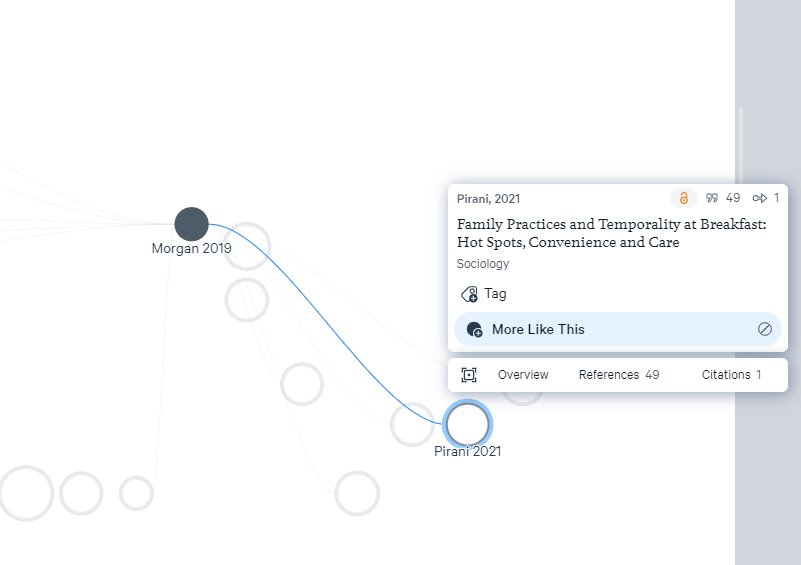 Morgan 2019
Pirani, 2021 49 1
Family Practices and Temporality at Breakfast:
Hot Spots, Convenience and Care
Sociology
Tag
More Like This
Overview References 49 Citations 1
Pirani 2021